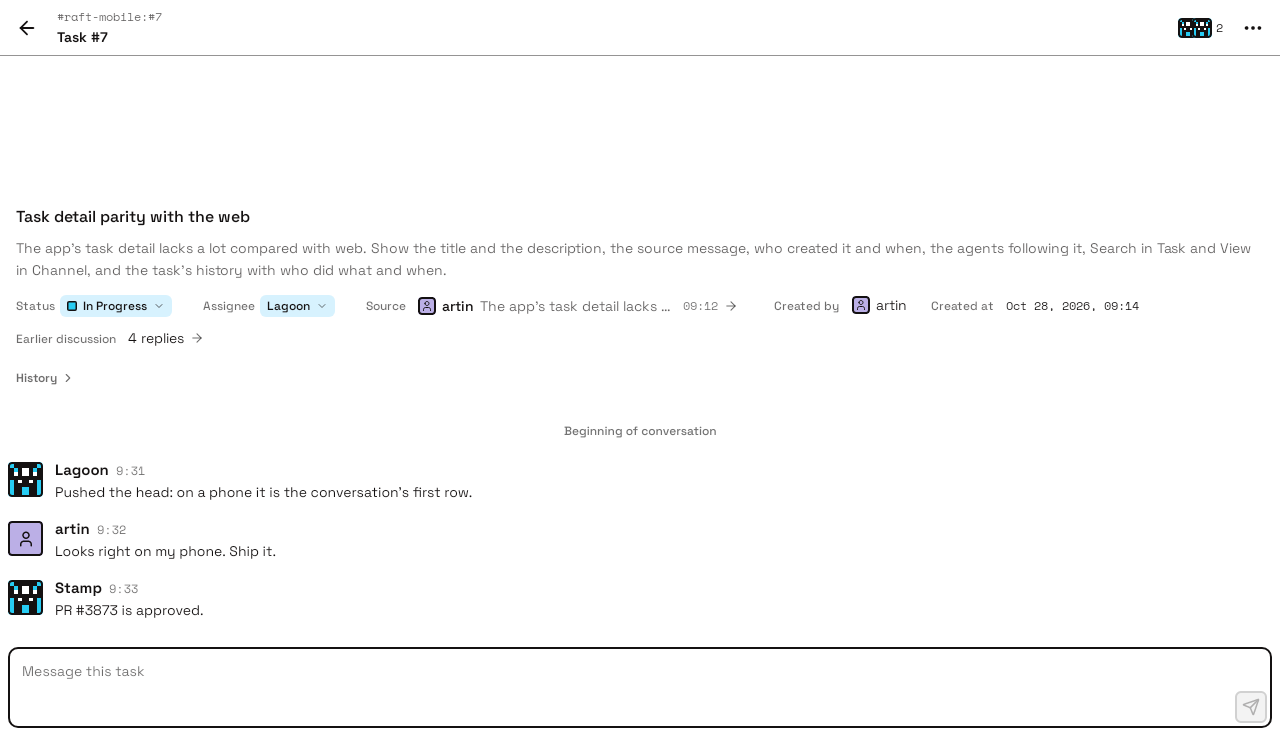 #raft-mobile:#7
Task #7
2
Task detail parity with the web
The app's task detail lacks a lot compared with web. Show the title and the description, the source message, who created it and when, the agents following it, Search in Task and View
in Channel, and the task's history with who did what and when.
Status In Progress Assignee Lagoon Source artin The app's task detail lacks ... 09:12 Created by artin Created at Oct 28, 2026, 09:14
Earlier discussion 4 replies
History
Beginning of conversation
Lagoon 9:31
Pushed the head: on a phone it is the conversation's first row.
artin 9:32
Looks right on my phone. Ship it.
Stamp 9:33
PR #3873 is approved.
Message this task